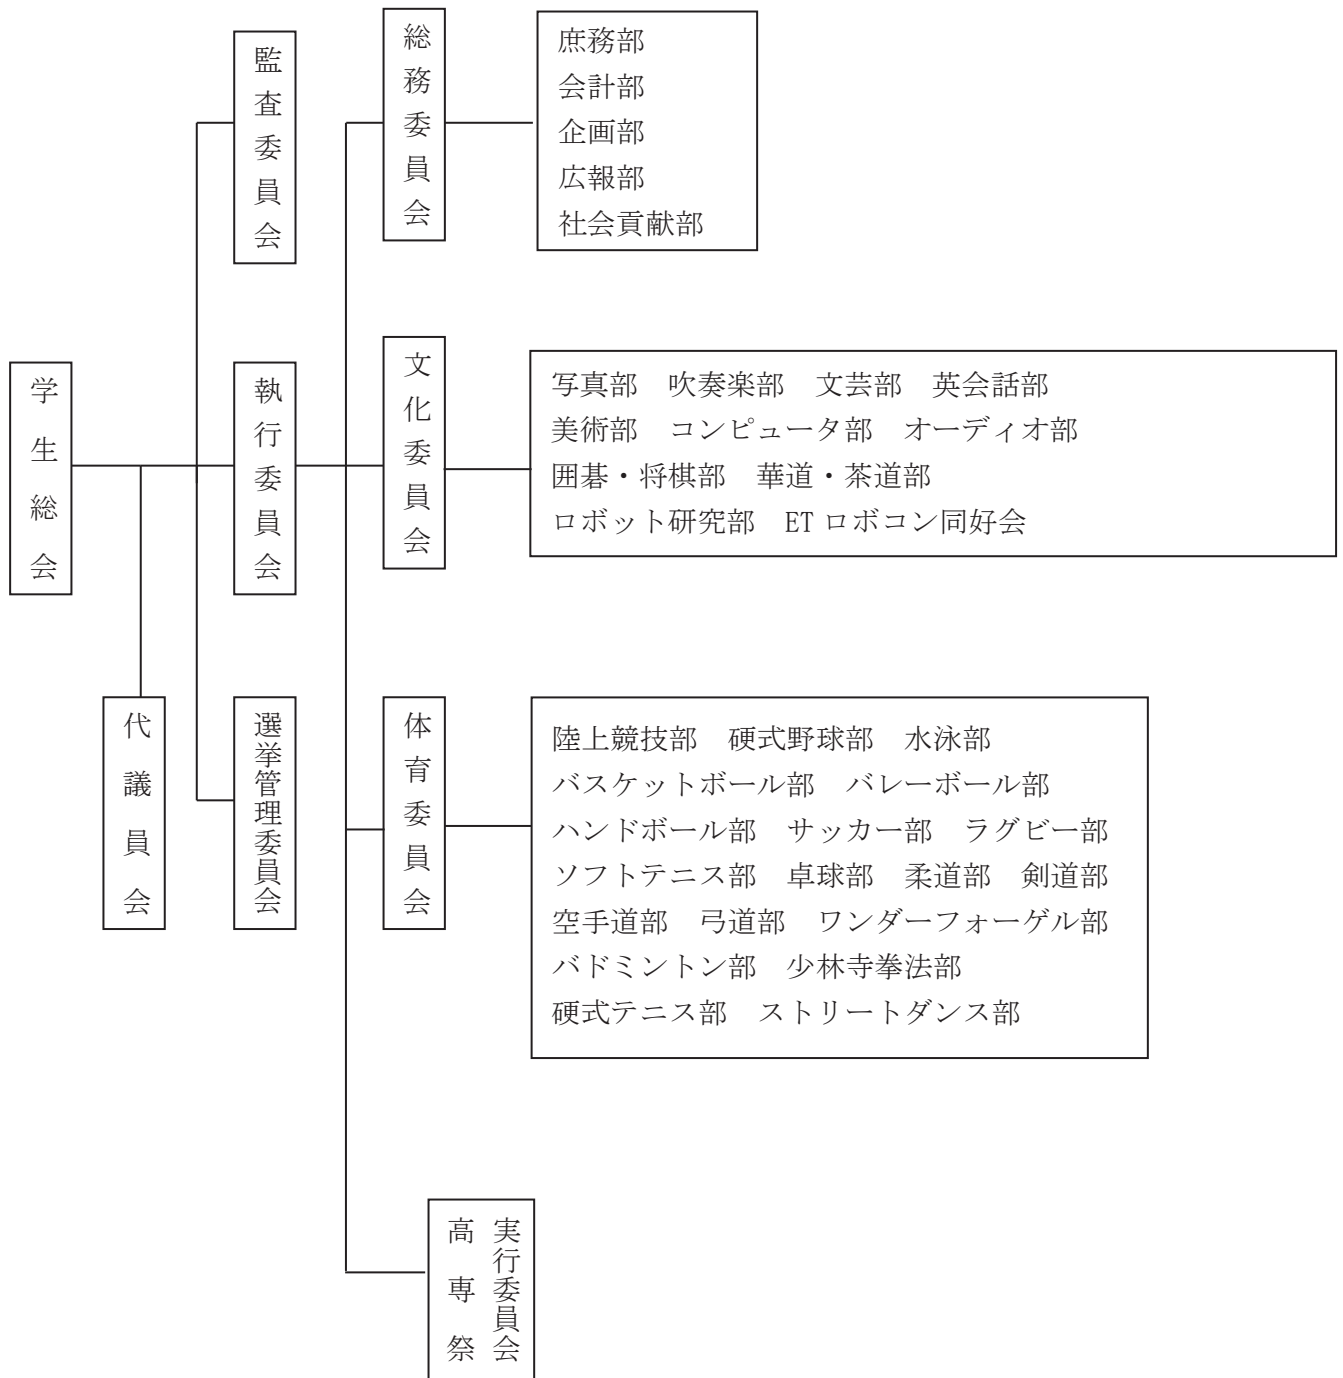 学生総会
代議員会
監査委員会
執行委員会
選挙管理委員会
総務委員会
庶務部
会計部
企画部
広報部
社会貢献部
文化委員会
写真部　吹奏楽部　文芸部　英会話部
美術部　コンピュータ部　オーディオ部
囲碁・将棋部　華道・茶道部
ロボット研究部　ET ロボコン同好会
体育委員会
陸上競技部　硬式野球部　水泳部
バスケットボール部　バレーボール部
ハンドボール部　サッカー部　ラグビー部
ソフトテニス部　卓球部　柔道部　剣道部
空手道部　弓道部　ワンダーフォーゲル部
バドミントン部　少林寺拳法部
硬式テニス部　ストリートダンス部
高専祭
実行委員会